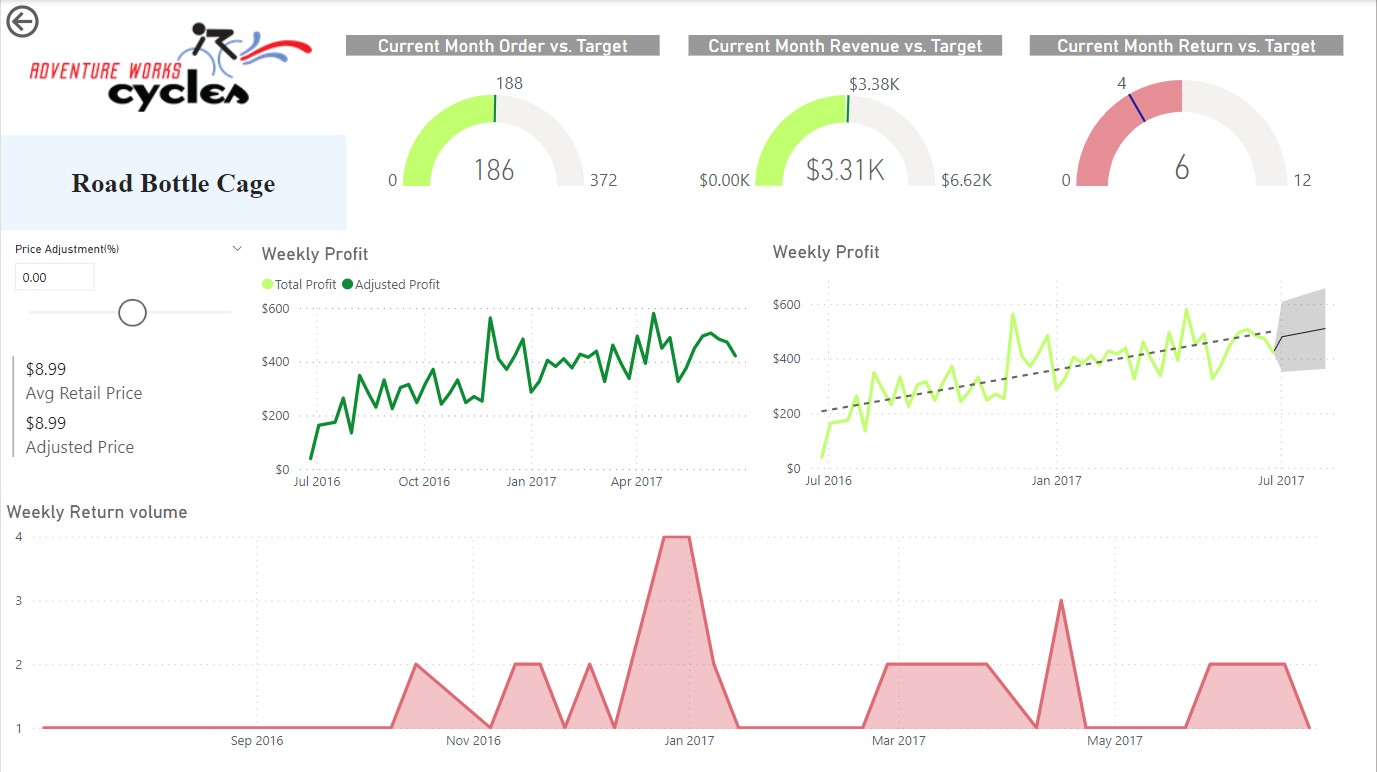 ADVENTURE WORKS
cycles
Current Month Order vs. Target
188
186
0
372
Current Month Revenue vs. Target
$3.38K
$3.31K
$0.00K
$6.62K
Current Month Return vs. Target
4
6
0
12
Road Bottle Cage
Price Adjustment(%)
0.00
$8.99
Avg Retail Price
$8.99
Adjusted Price
Weekly Profit
Total Profit Adjusted Profit
$600
$400
$200
$0
Jul 2016 Oct 2016 Jan 2017 Apr 2017
Weekly Profit
$600
$400
$200
$0
Jul 2016 Jan 2017 Jul 2017
Weekly Return volume
4
3
2
1
Sep 2016 Nov 2016 Jan 2017 Mar 2017 May 2017